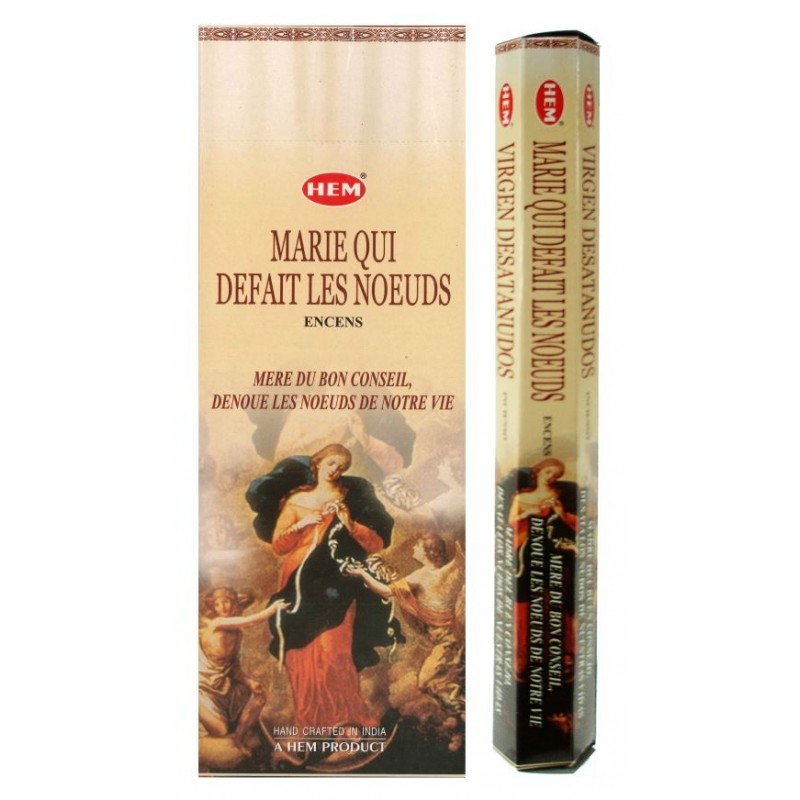 HEM®
MARIE QUI
DEFAIT LES NOEUDS
ENCENS
MERE DU BON CONSEIL,
DENOUE LES NOEUDS DE NOTRE VIE
HAND CRAFTED IN INDIA
A HEM PRODUCT
HEM
VIRGEN DESATANUDOS
HEM
MARIE QUI DEFAIT LES NOEUDS
ENCENS
MERE DU BON CONSEIL,
DENOUE LES NOEUDS DE NOTRE VIE
HEM
VIRGEN DESATANUDOS